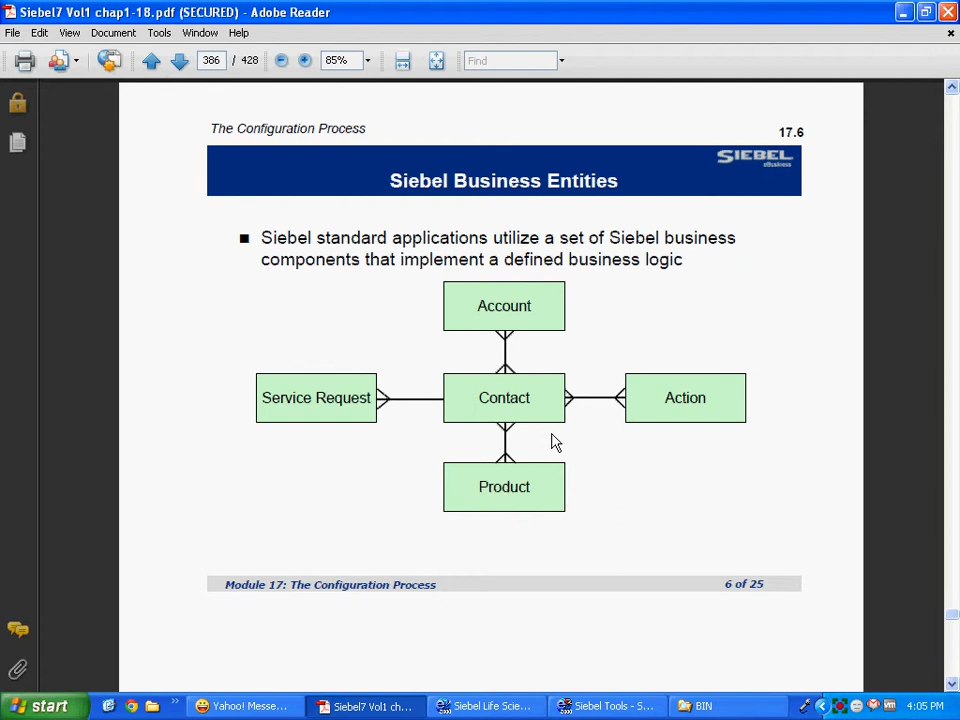 Siebel7 Vol1 chap1-18.pdf (SECURED) - Adobe Reader
File Edit View Document Tools Window Help
386 / 428 85% Find
The Configuration Process
17.6
SIEBEL
eBusiness
Siebel Business Entities
Siebel standard applications utilize a set of Siebel business
components that implement a defined business logic
Account
Service Request Contact Action
Product
Module 17: The Configuration Process 6 of 25
start Yahoo! Messe... Siebel7 Vol1 ch... Siebel Life Scie... Siebel Tools - S... BIN 4:05 PM